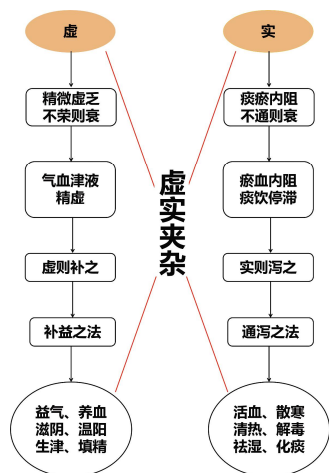 虚
实
精微虚乏
不荣则衰
痰瘀内阻
不通则衰
气血津液
精虚
瘀血内阻
痰饮停滞
虚实夹杂
虚则补之
实则泻之
补益之法
通泻之法
益气、养血
滋阴、温阳
生津、填精
活血、散寒
清热、解毒
祛湿、化痰